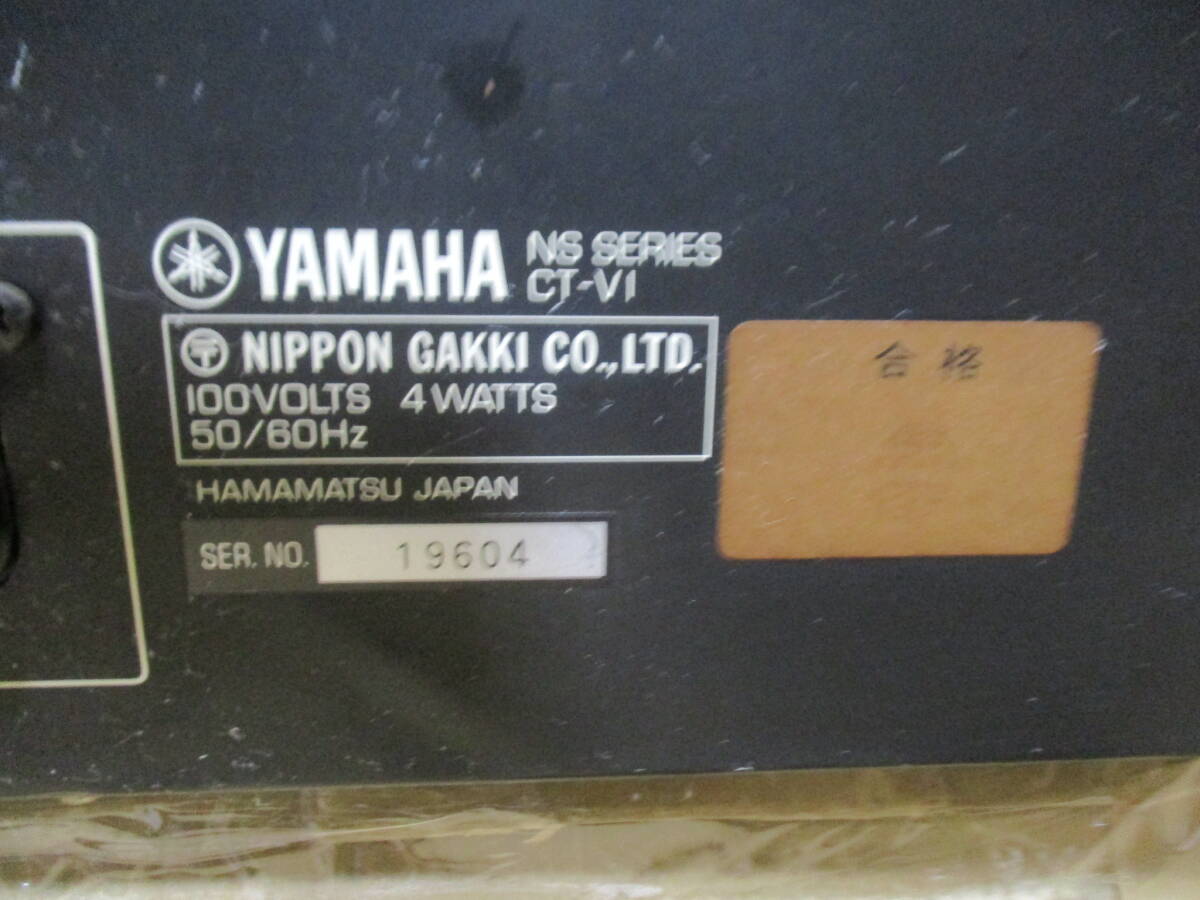 YAMAHA NS SERIES
CT-V1
〒 NIPPON GAKKI CO.,LTD.
100VOLTS 4WATTS
50/60Hz
HAMAMATSU JAPAN
SER. NO. 19604
合格